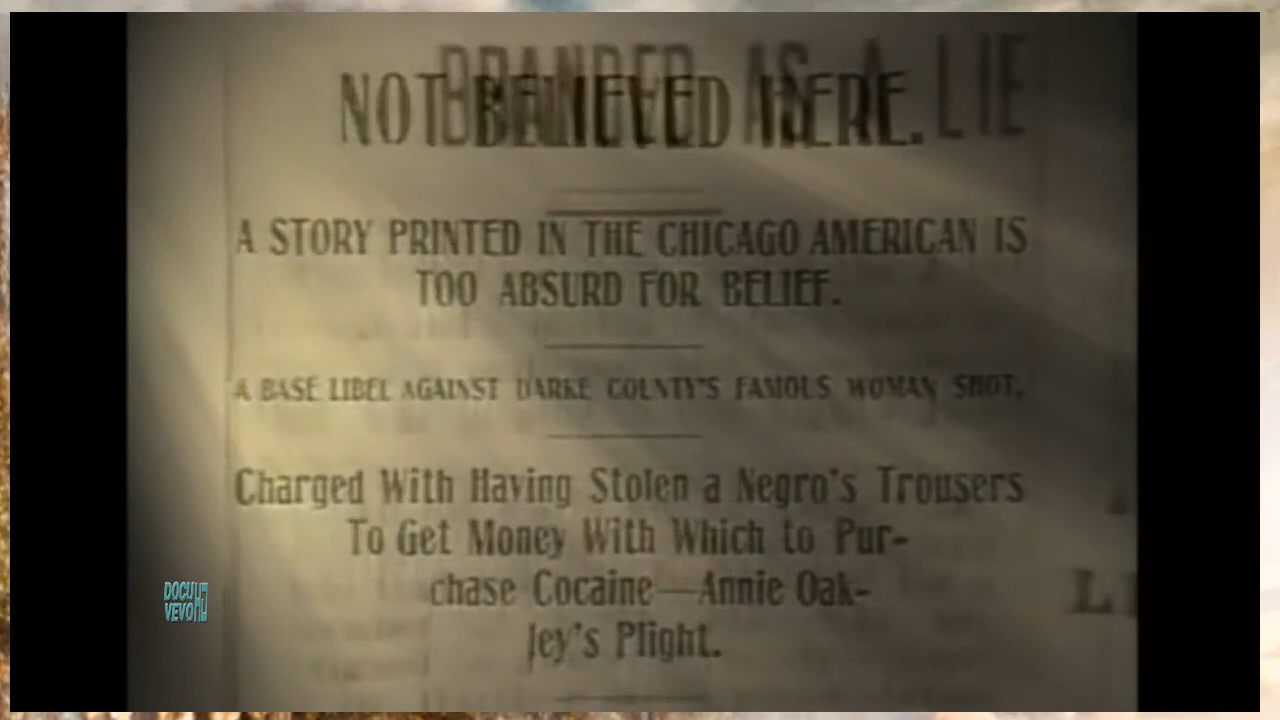 BRANDED AS A LIE
NOT BELIEVED HERE.
A STORY PRINTED IN THE CHICAGO AMERICAN IS
TOO ABSURD FOR BELIEF.
A BASE LIBEL AGAINST DARKE COUNTY'S FAMOUS WOMAN SHOT,
Charged With Having Stolen a Negro's Trousers
To Get Money With Which to Pur-
chase Cocaine—Annie Oak-
ley's Plight.
DOCU
VEVO